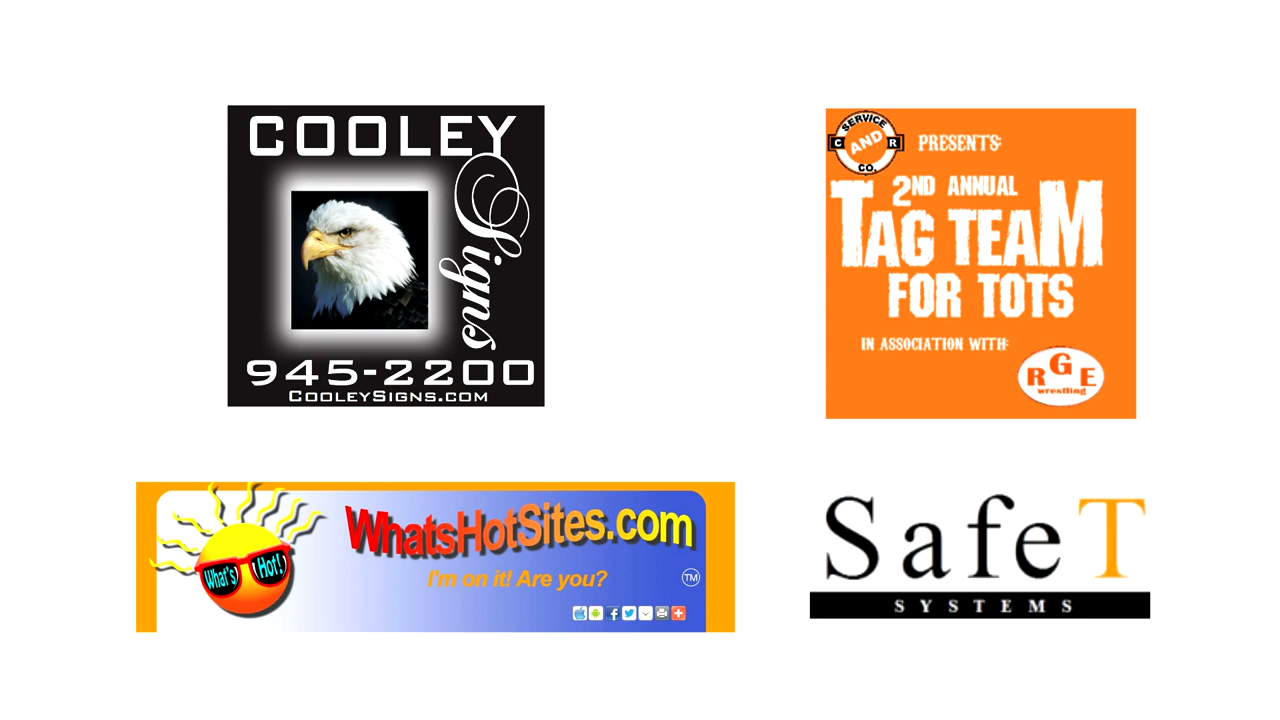 COOLEY
Signs
945-2200
COOLEYSIGNS.COM
SERVICE
C AND R
CO.
PRESENTS:
2ND ANNUAL
TAG TEAM
FOR TOTS
IN ASSOCIATION WITH:
RGE
wrestling
WhatsHotSites.com
What's Hot!
I'm on it! Are you?
TM
SafeT
SYSTEMS